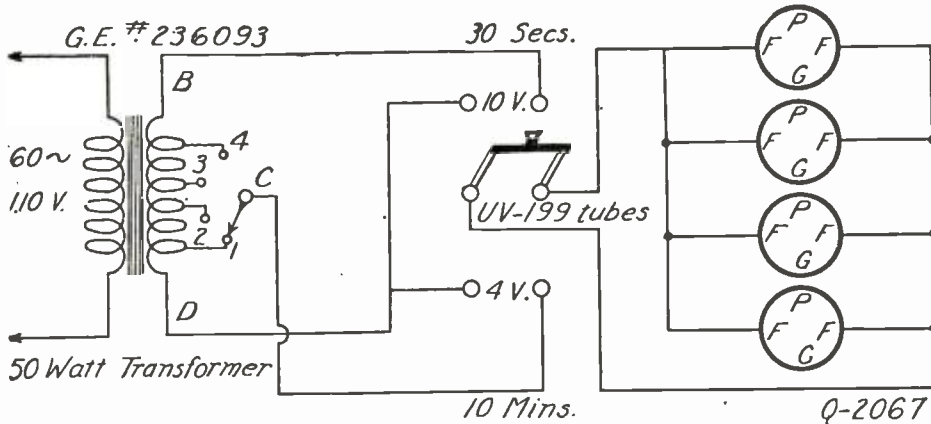 G.E. #236093
30 Secs.
B
10 V.
60~
110 V.
4
3
2
1
C
UV-199 tubes
D
4 V.
50 Watt Transformer
10 Mins.
P
F F
G
P
F F
G
P
F F
G
P
F F
G
Q-2067